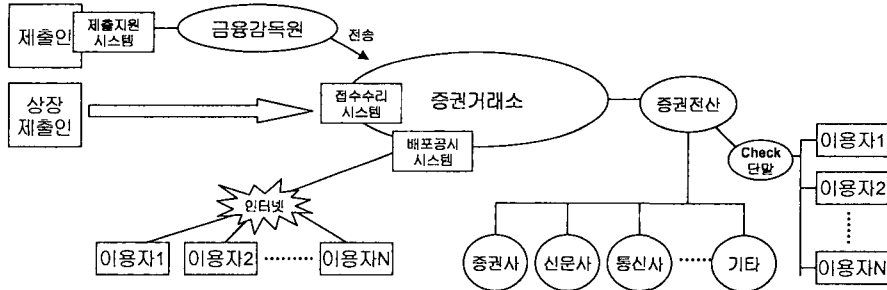 제출인
제출지원
시스템
금융감독원
전송
상장
제출인
접수수리
시스템
증권거래소
증권전산
배포공시
시스템
Check
단말
이용자1
이용자2
이용자N
인터넷
이용자1
이용자2
이용자N
증권사
신문사
통신사
기타